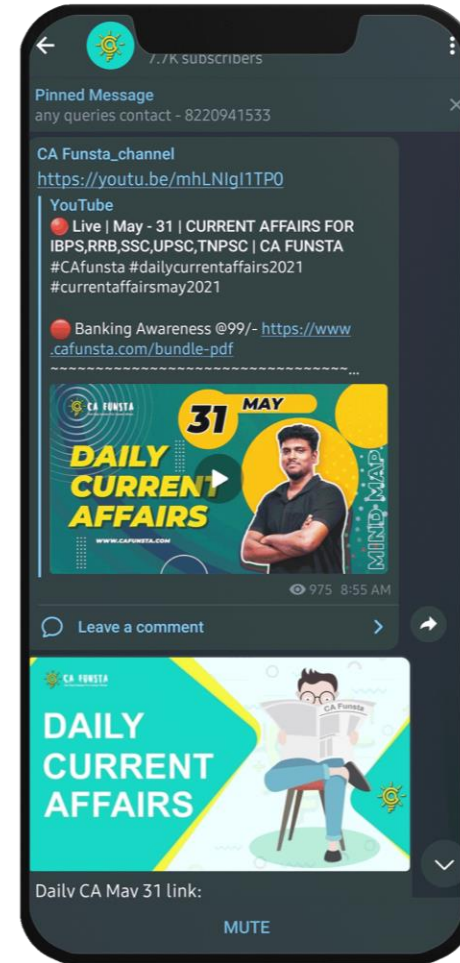 7.7K subscribers
Pinned Message
any queries contact - 8220941533
CA Funsta_channel
https://youtu.be/mhLNIgI1TP0
YouTube
🔴 Live | May - 31 | CURRENT AFFAIRS FOR
IBPS,RRB,SSC,UPSC,TNPSC | CA FUNSTA
#CAfunsta #dailycurrentaffairs2021
#currentaffairsmay2021
🔴 Banking Awareness @99/- https://www
.cafunsta.com/bundle-pdf
~~~~~~~~~~~~~~~~~~~~~~~~~~~~~~~~~...
CA FUNSTA
31 MAY
DAILY
CURRENT
AFFAIRS
WWW.CAFUNSTA.COM
MIND MAP
975 8:55 AM
Leave a comment
CA FUNSTA
CA Funsta
DAILY
CURRENT
AFFAIRS
Daily CA May 31 link:
MUTE